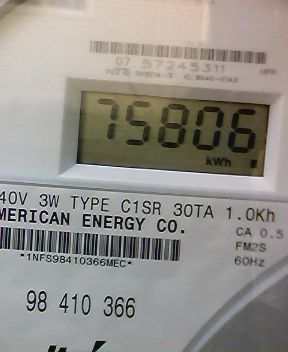 07 57245311
75806
kWh
40V 3W TYPE C1SR 30TA 1.0Kh
MERICAN ENERGY CO.
CA 0.5
FM2S
*1NFS98410366MEC*
60Hz
98 410 366